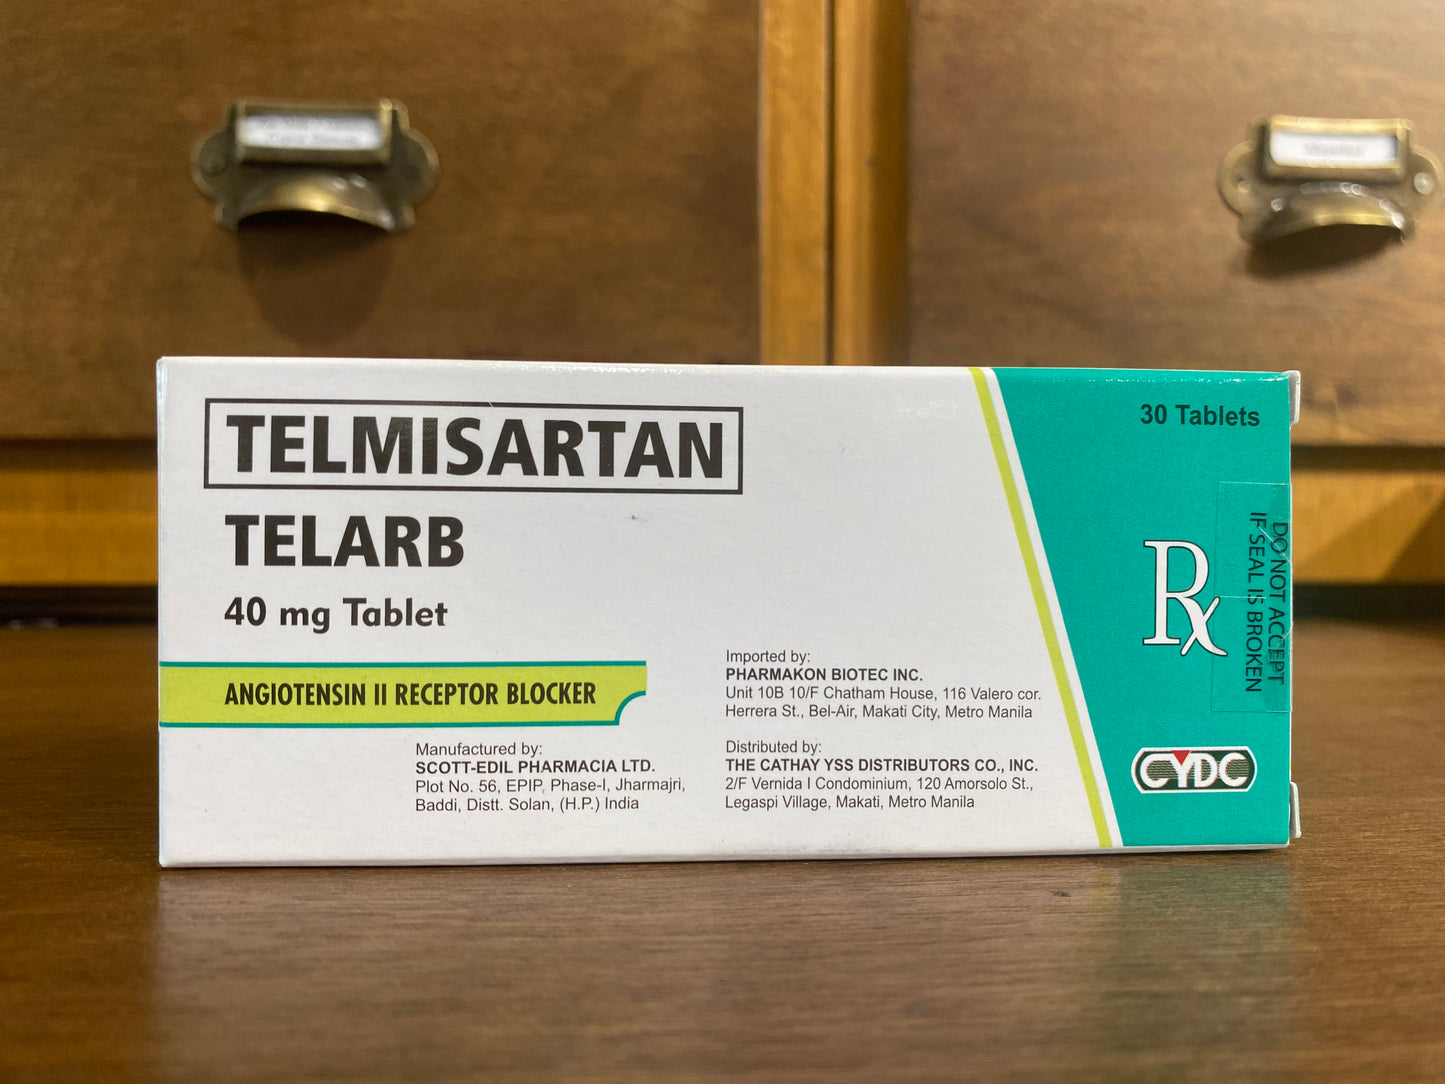 TELMISARTAN
TELARB
40 mg Tablet
ANGIOTENSIN II RECEPTOR BLOCKER
Manufactured by:
SCOTT-EDIL PHARMACIA LTD.
Plot No. 56, EPIP, Phase-I, Jharmajri,
Baddi, Distt. Solan, (H.P.) India
Imported by:
PHARMAKON BIOTEC INC.
Unit 10B 10/F Chatham House, 116 Valero cor.
Herrera St., Bel-Air, Makati City, Metro Manila
Distributed by:
THE CATHAY YSS DISTRIBUTORS CO., INC.
2/F Vernida I Condominium, 120 Amorsolo St.,
Legaspi Village, Makati, Metro Manila
30 Tablets
Rx
DO NOT ACCEPT
IF SEAL IS BROKEN
CYDC